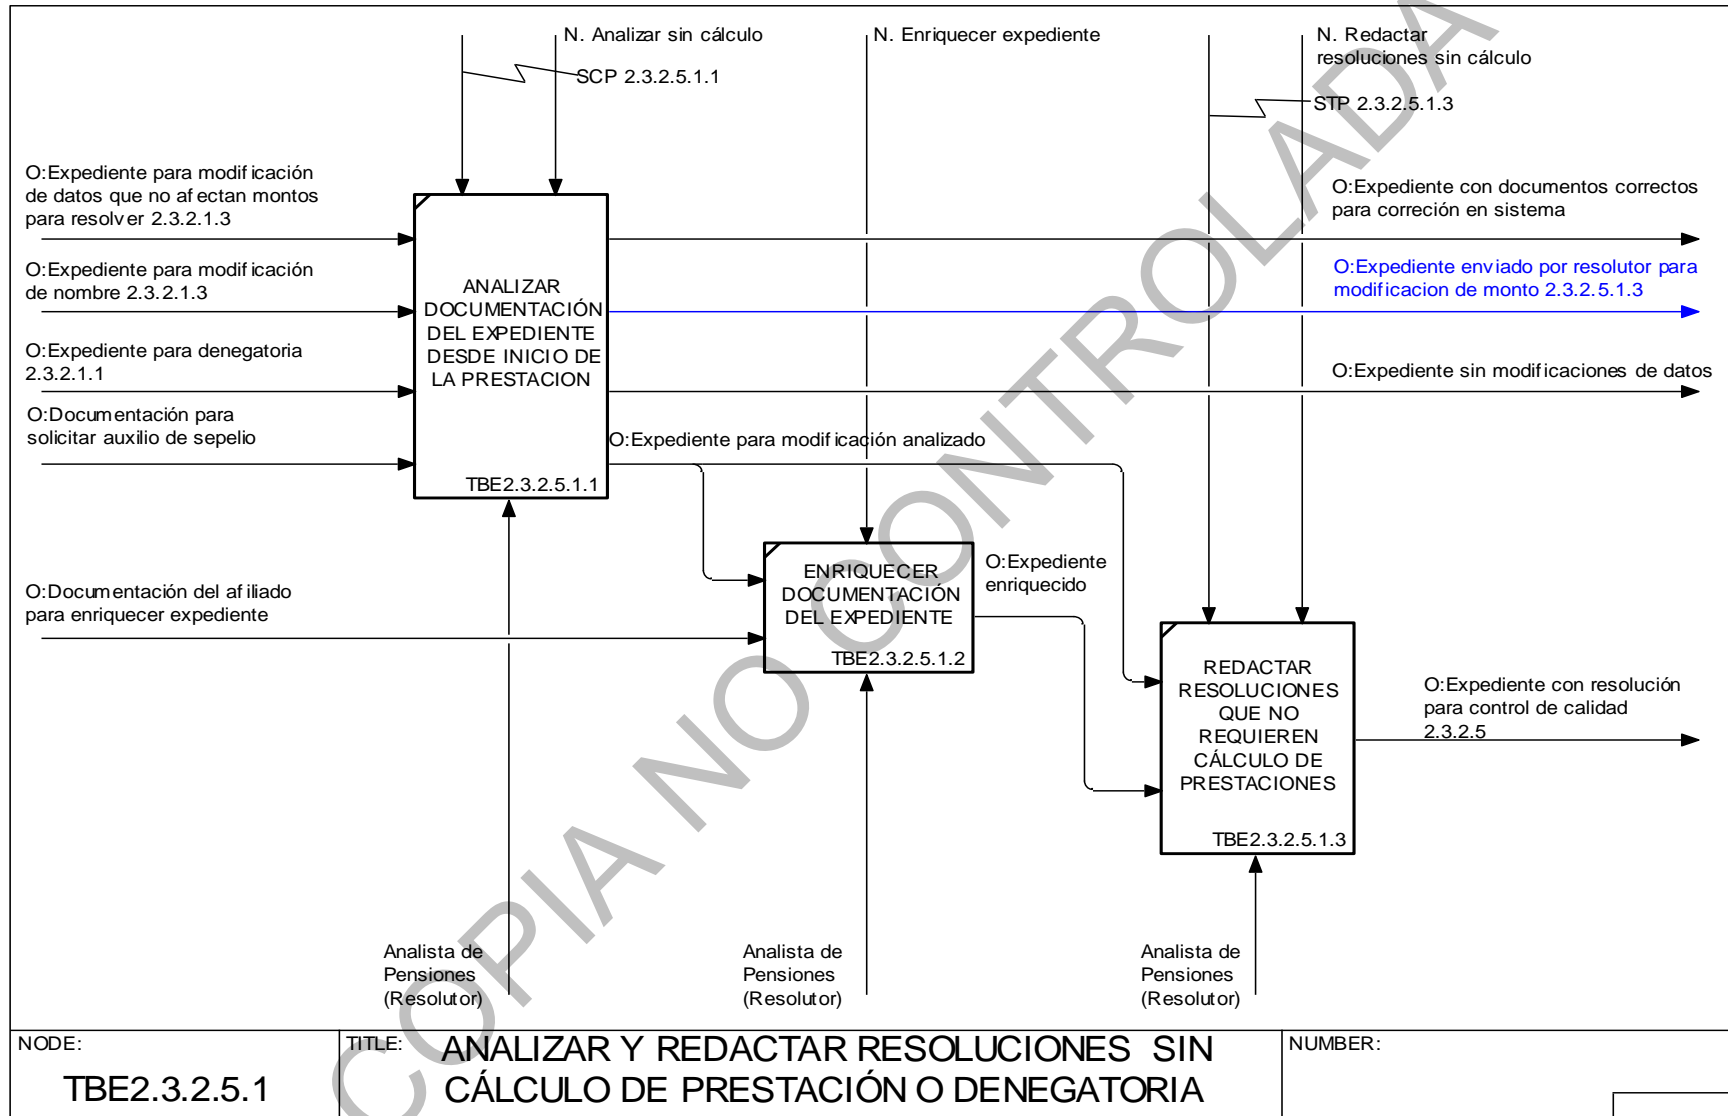 N. Analizar sin cálculo
SCP 2.3.2.5.1.1
N. Enriquecer expediente
N. Redactar
resoluciones sin cálculo
STP 2.3.2.5.1.3
O:Expediente para modificación
de datos que no afectan montos
para resolver 2.3.2.1.3
O:Expediente para modificación
de nombre 2.3.2.1.3
O:Expediente para denegatoria
2.3.2.1.1
O:Documentación para
solicitar auxilio de sepelio
O:Documentación del afiliado
para enriquecer expediente
ANALIZAR
DOCUMENTACIÓN
DEL EXPEDIENTE
DESDE INICIO DE
LA PRESTACION
TBE2.3.2.5.1.1
O:Expediente con documentos correctos
para correción en sistema
O:Expediente enviado por resolutor para
modificacion de monto 2.3.2.5.1.3
O:Expediente sin modificaciones de datos
O:Expediente para modificación analizado
ENRIQUECER
DOCUMENTACIÓN
DEL EXPEDIENTE
TBE2.3.2.5.1.2
O:Expediente
enriquecido
REDACTAR
RESOLUCIONES
QUE NO
REQUIEREN
CÁLCULO DE
PRESTACIONES
TBE2.3.2.5.1.3
O:Expediente con resolución
para control de calidad
2.3.2.5
Analista de
Pensiones
(Resolutor)
Analista de
Pensiones
(Resolutor)
Analista de
Pensiones
(Resolutor)
COPIA NO CONTROLADA
NODE:
TBE2.3.2.5.1
TITLE:
ANALIZAR Y REDACTAR RESOLUCIONES SIN
CÁLCULO DE PRESTACIÓN O DENEGATORIA
NUMBER: